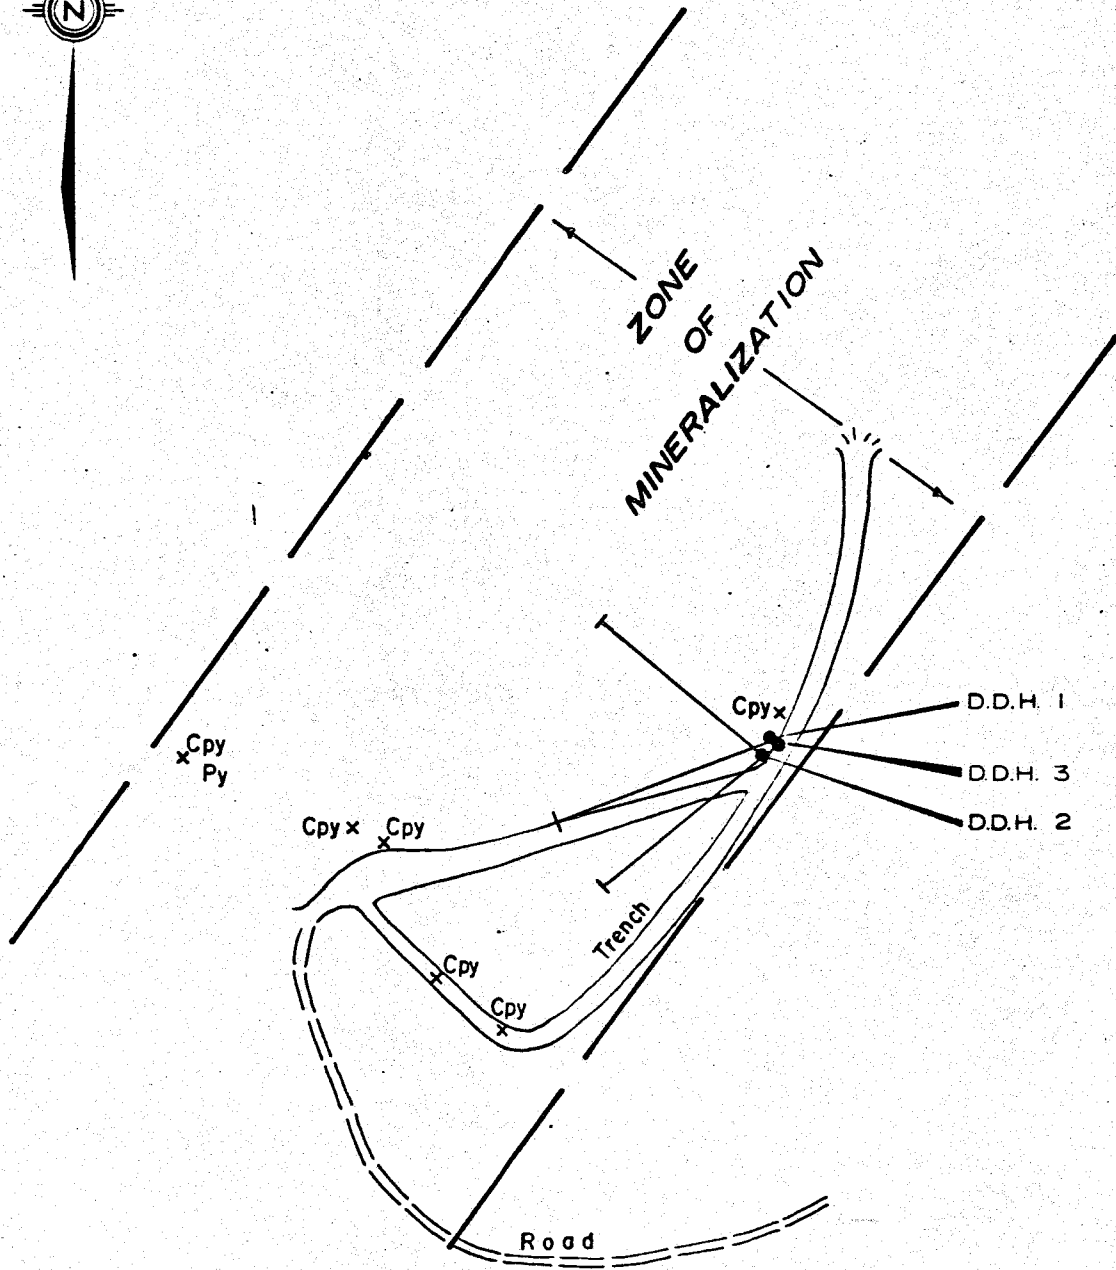 N
ZONE
OF
MINERALIZATION
D.D.H. 1
Cpy
D.D.H. 3
Cpy
Py
D.D.H. 2
Cpy
Cpy
Trench
Cpy
Cpy
Road